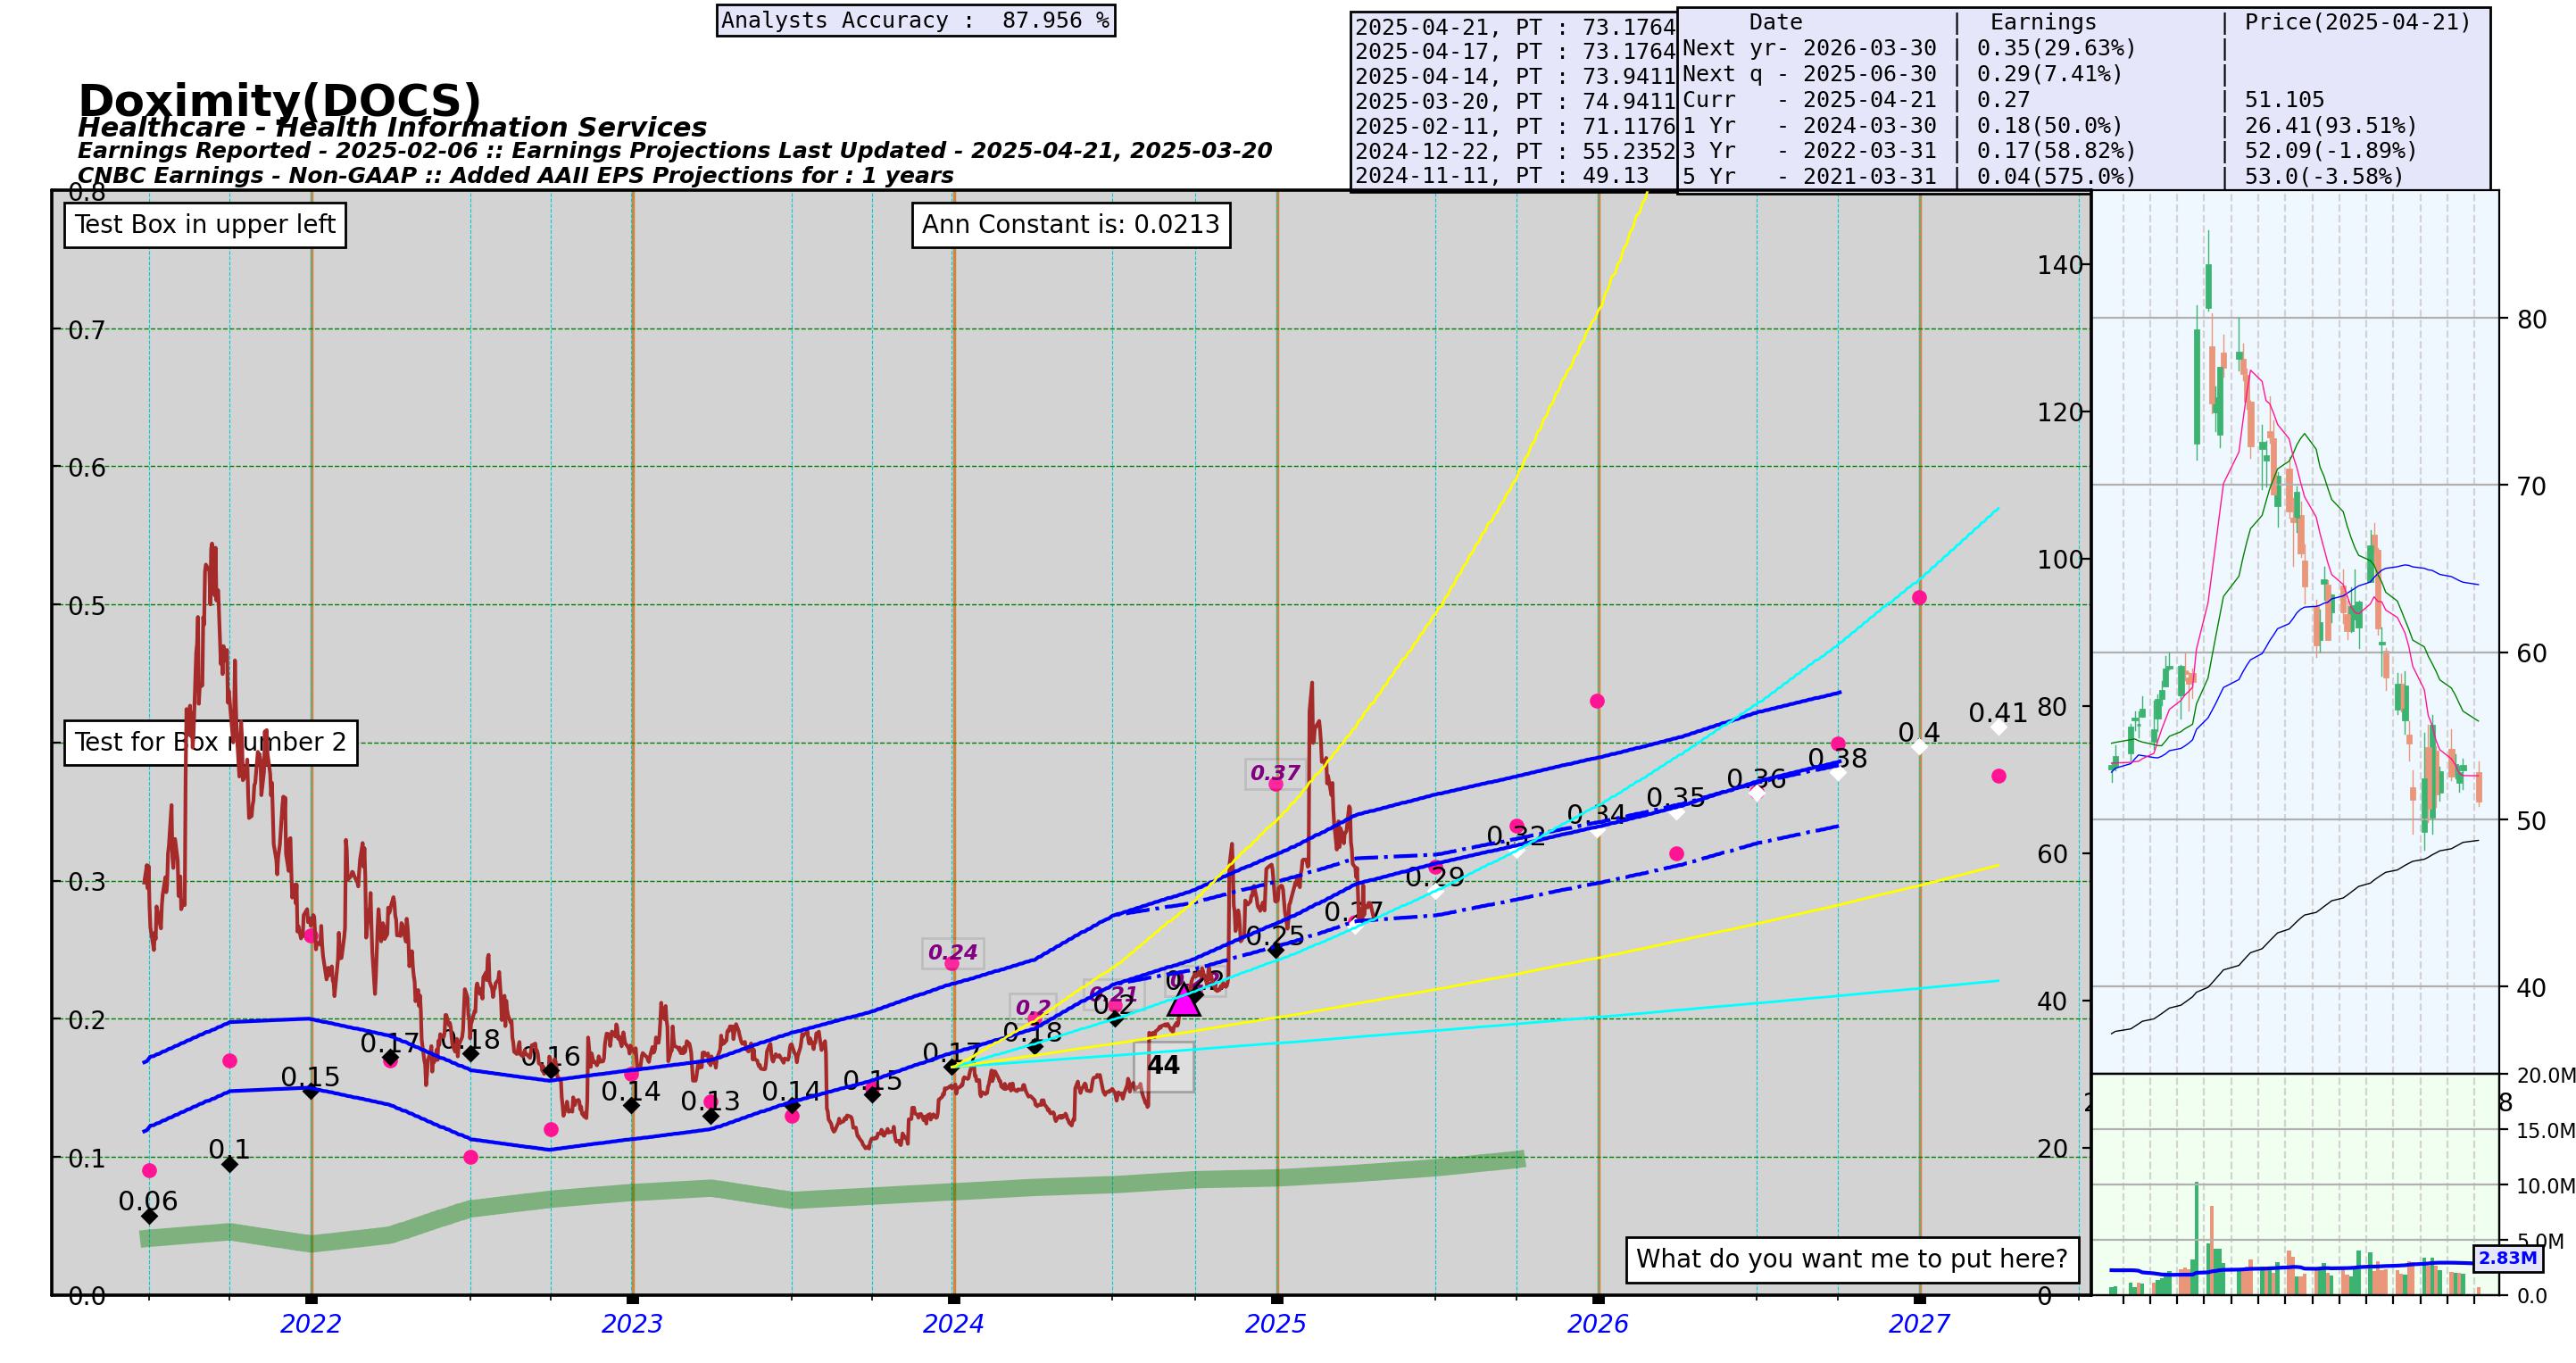 Analysts Accuracy :  87.956 %
2025-04-21, PT : 73.1764
2025-04-17, PT : 73.1764
2025-04-14, PT : 73.9411
2025-03-20, PT : 74.9411
2025-02-11, PT : 71.1176
2024-12-22, PT : 55.2352
2024-11-11, PT : 49.13
Date | Earnings | Price(2025-04-21)
Next yr- 2026-03-30 | 0.35(29.63%) |
Next q - 2025-06-30 | 0.29(7.41%) |
Curr - 2025-04-21 | 0.27 | 51.105
1 Yr - 2024-03-30 | 0.18(50.0%) | 26.41(93.51%)
3 Yr - 2022-03-31 | 0.17(58.82%) | 52.09(-1.89%)
5 Yr - 2021-03-31 | 0.04(575.0%) | 53.0(-3.58%)
Doximity(DOCS)
Healthcare - Health Information Services
Earnings Reported - 2025-02-06 :: Earnings Projections Last Updated - 2025-04-21, 2025-03-20
CNBC Earnings - Non-GAAP :: Added AAII EPS Projections for : 1 years
Test Box in upper left
Ann Constant is: 0.0213
Test for Box number 2
What do you want me to put here?
0.8
0.7
0.6
0.5
0.3
0.2
0.1
0.0
0.06
0.1
0.15
0.17
0.18
0.16
0.14
0.13
0.14
0.15
0.17
0.18
0.2
0.25
0.27
0.29
0.32
0.34
0.35
0.36
0.38
0.4
0.41
0.24
0.2
0.21
0.37
44
140
120
100
80
60
40
20
0
80
70
60
50
40
20.0M
15.0M
10.0M
5.0M
0.0
2.83M
2022
2023
2024
2025
2026
2027